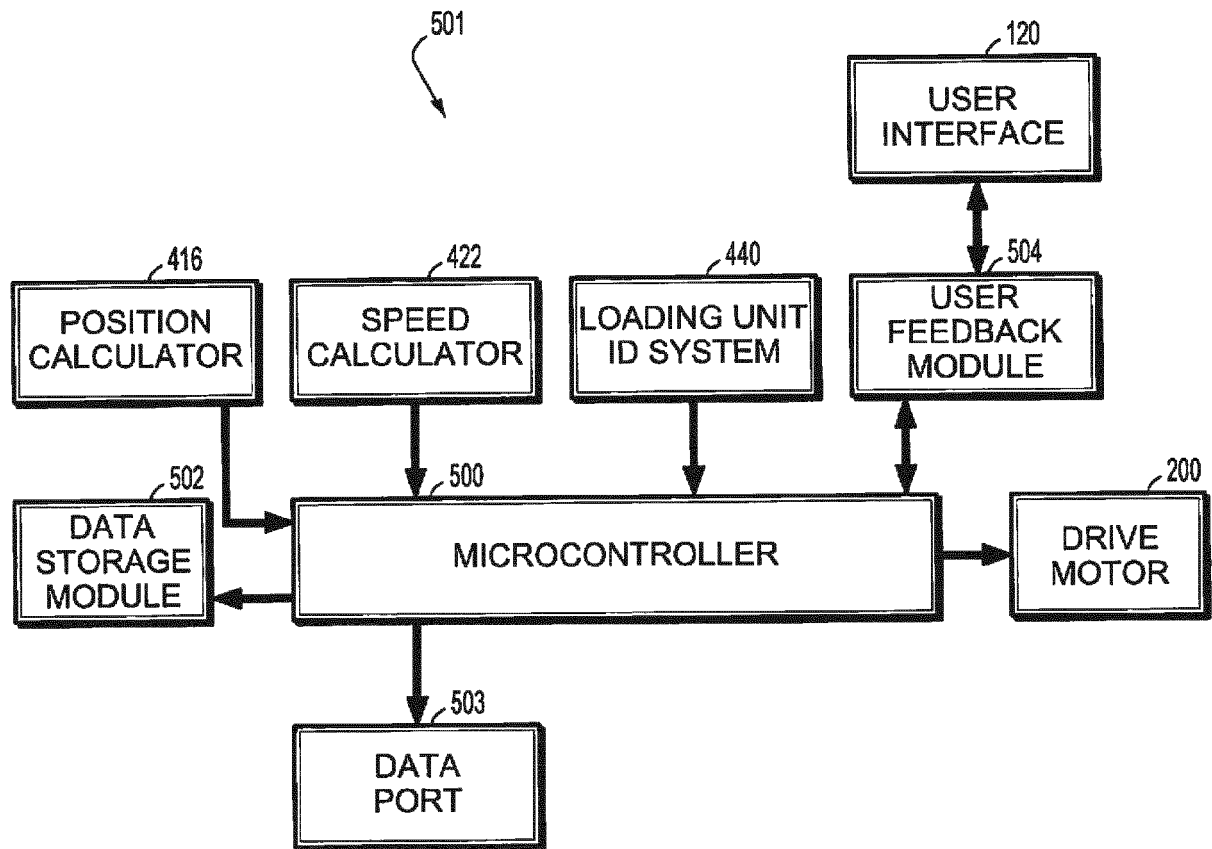 501
120
USER
INTERFACE
416
POSITION
CALCULATOR
422
SPEED
CALCULATOR
440
LOADING UNIT
ID SYSTEM
504
USER
FEEDBACK
MODULE
502
DATA
STORAGE
MODULE
500
MICROCONTROLLER
200
DRIVE
MOTOR
503
DATA
PORT